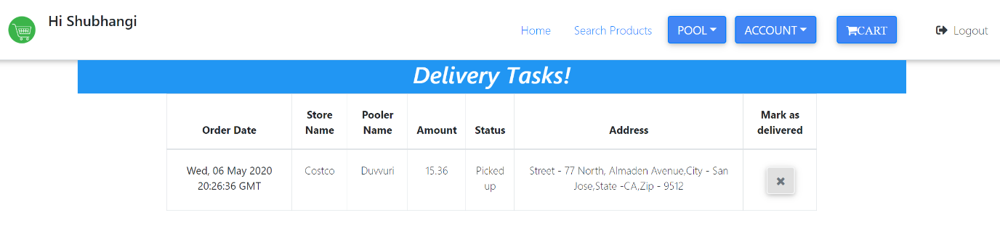 Hi Shubhangi
Home Search Products POOL ACCOUNT CART Logout
Delivery Tasks!
Order Date Store Name Pooler Name Amount Status Address Mark as delivered
Wed, 06 May 2020 20:26:36 GMT Costco Duvvuri 15.36 Picked up Street - 77 North, Almaden Avenue,City - San Jose,State -CA,Zip - 9512